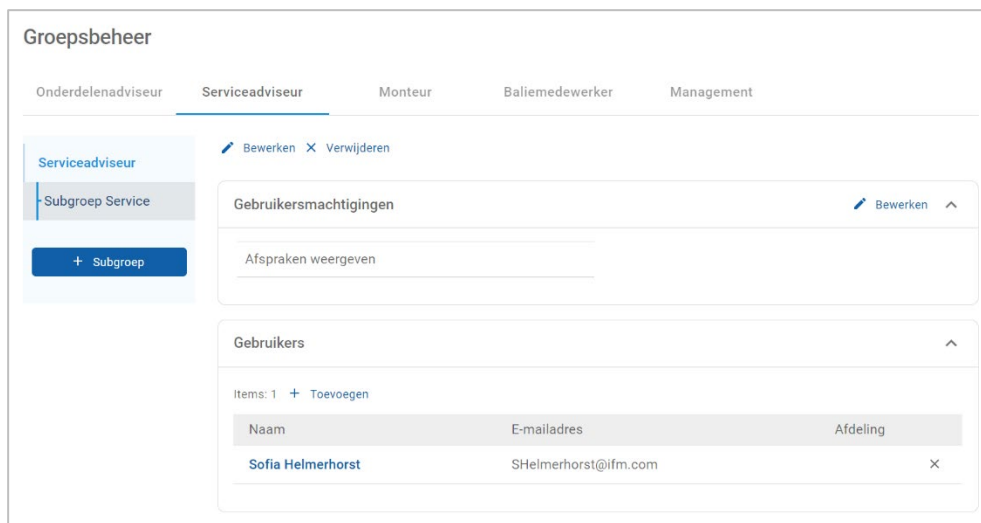 Groepsbeheer
Onderdelenadviseur Serviceadviseur Monteur Baliemedewerker Management
Serviceadviseur
Subgroep Service
+ Subgroep
Bewerken × Verwijderen
Gebruikersmachtigingen Bewerken
Afspraken weergeven
Gebruikers
Items: 1 + Toevoegen
Naam E-mailadres Afdeling
Sofia Helmerhorst SHelmerhorst@ifm.com ×